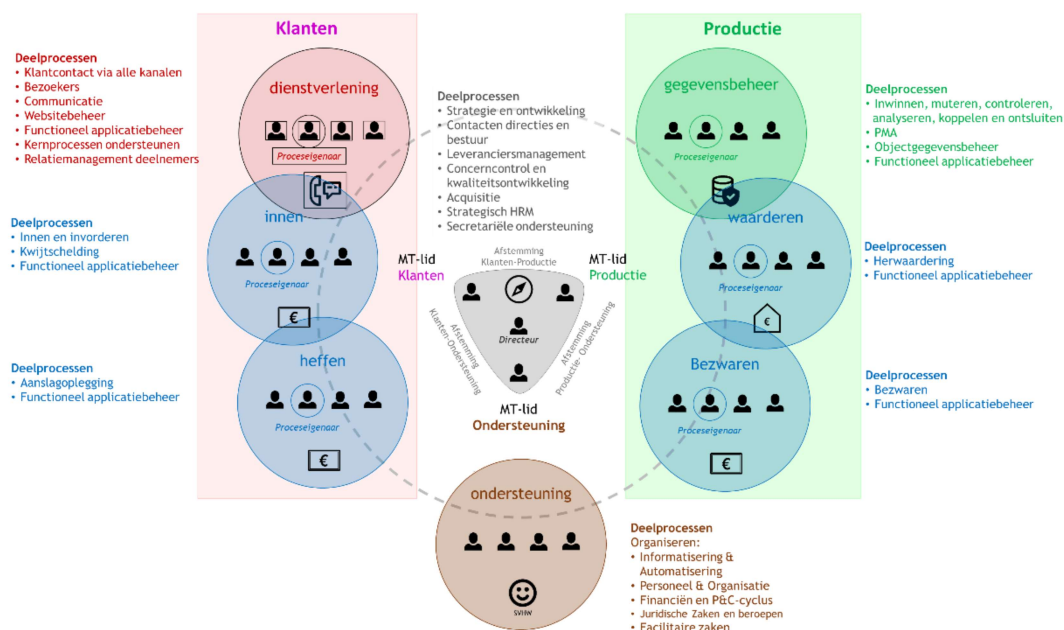 Klanten
Deelprocessen
• Klantcontact via alle kanalen
• Bezoekers
• Communicatie
• Websitebeheer
• Functioneel applicatiebeheer
• Kernprocessen ondersteunen
• Relatiemanagement deelnemers
dienstverlening
Proceseigenaar
Deelprocessen
• Innen en invorderen
• Kwijtschelding
• Functioneel applicatiebeheer
innen
Proceseigenaar
€
Deelprocessen
• Aanslagoplegging
• Functioneel applicatiebeheer
heffen
Proceseigenaar
€
Deelprocessen
• Strategie en ontwikkeling
• Contacten directies en
bestuur
• Leveranciersmanagement
• Concerncontrol en
kwaliteitsontwikkeling
• Acquisitie
• Strategisch HRM
• Secretariële ondersteuning
MT-lid
Klanten
Afstemming
Klanten-Productie
MT-lid
Productie
Directeur
Afstemming
Klanten-Ondersteuning
Afstemming
Productie- Ondersteuning
MT-lid
Ondersteuning
Productie
gegevensbeheer
Proceseigenaar
Deelprocessen
• Inwinnen, muteren, controleren,
analyseren, koppelen en ontsluiten
• PMA
• Objectgegevensbeheer
• Functioneel applicatiebeheer
waarderen
Proceseigenaar
€
Deelprocessen
• Herwaardering
• Functioneel applicatiebeheer
Bezwaren
Proceseigenaar
€
Deelprocessen
• Bezwaren
• Functioneel applicatiebeheer
ondersteuning
SVHW
Deelprocessen
Organiseren:
• Informatisering &
Automatisering
• Personeel & Organisatie
• Financiën en P&C-cyclus
• Juridische Zaken en beroepen
• Facilitaire zaken